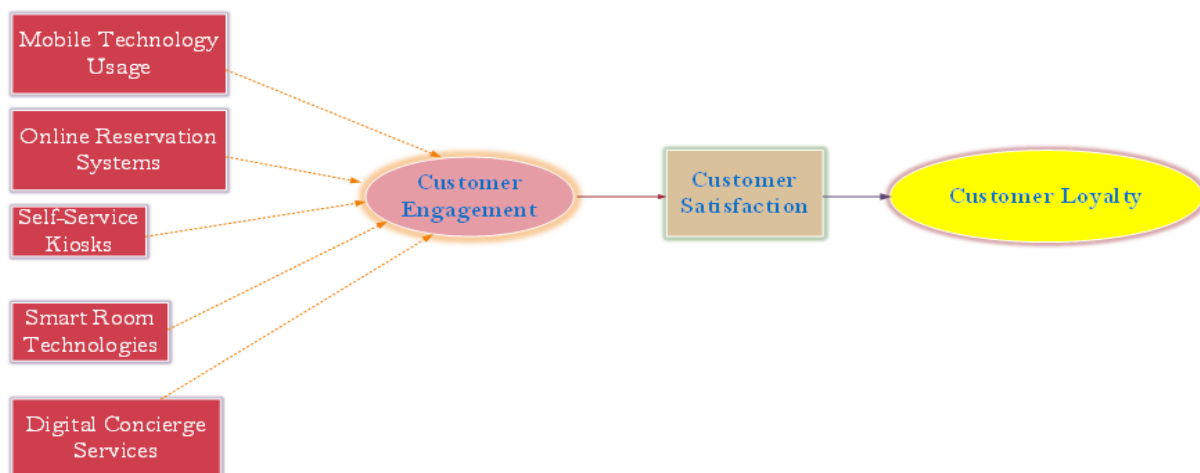 Mobile Technology
Usage
Online Reservation
Systems
Self-Service
Kiosks
Smart Room
Technologies
Digital Concierge
Services
Customer
Engagement
Customer
Satisfaction
Customer Loyalty